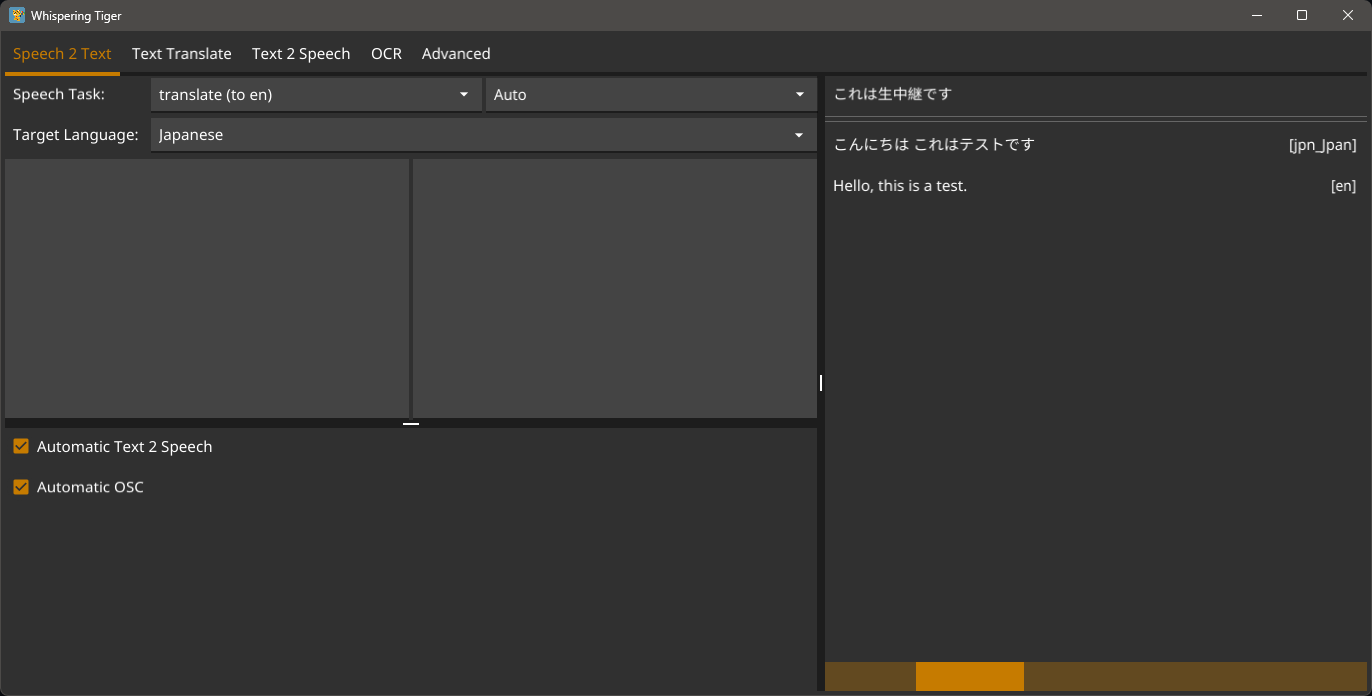 Whispering Tiger
Speech 2 Text Text Translate Text 2 Speech OCR Advanced
Speech Task: translate (to en) Auto
Target Language: Japanese
Automatic Text 2 Speech
Automatic OSC
これは生中継です
こんにちは これはテストです [jpn_Jpan]
Hello, this is a test. [en]